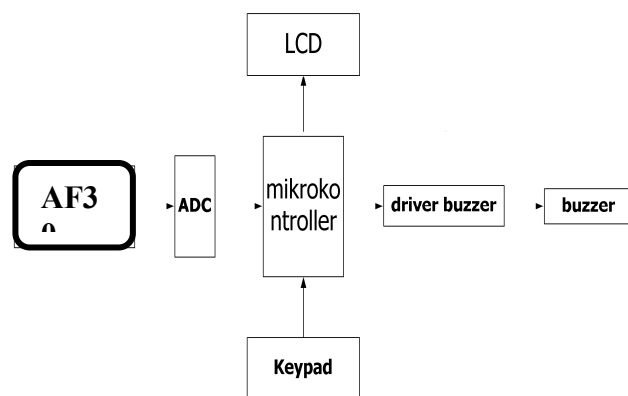 LCD
AF3
ADC
mikroko
ntroller
driver buzzer
buzzer
Keypad